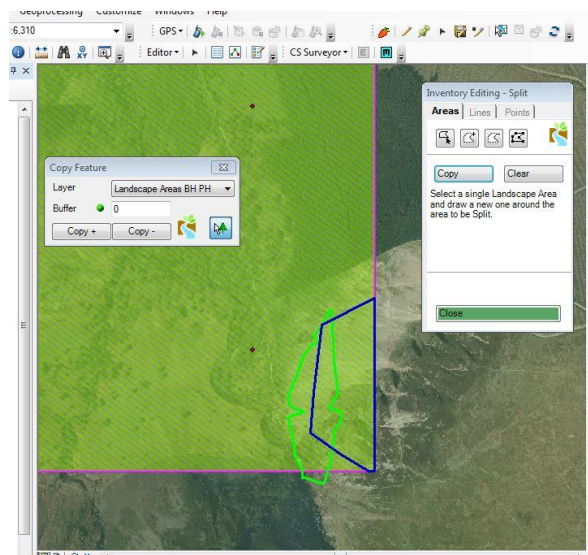 Geoprocessing Customize Windows Help
:6,310
GPS
Editor
CS Surveyor
Copy Feature
Layer
Landscape Areas BH PH
Buffer
0
Copy +
Copy -
Inventory Editing - Split
Areas
Lines
Points
Copy
Clear
Select a single Landscape Area
and draw a new one around the
area to be Split.
Close